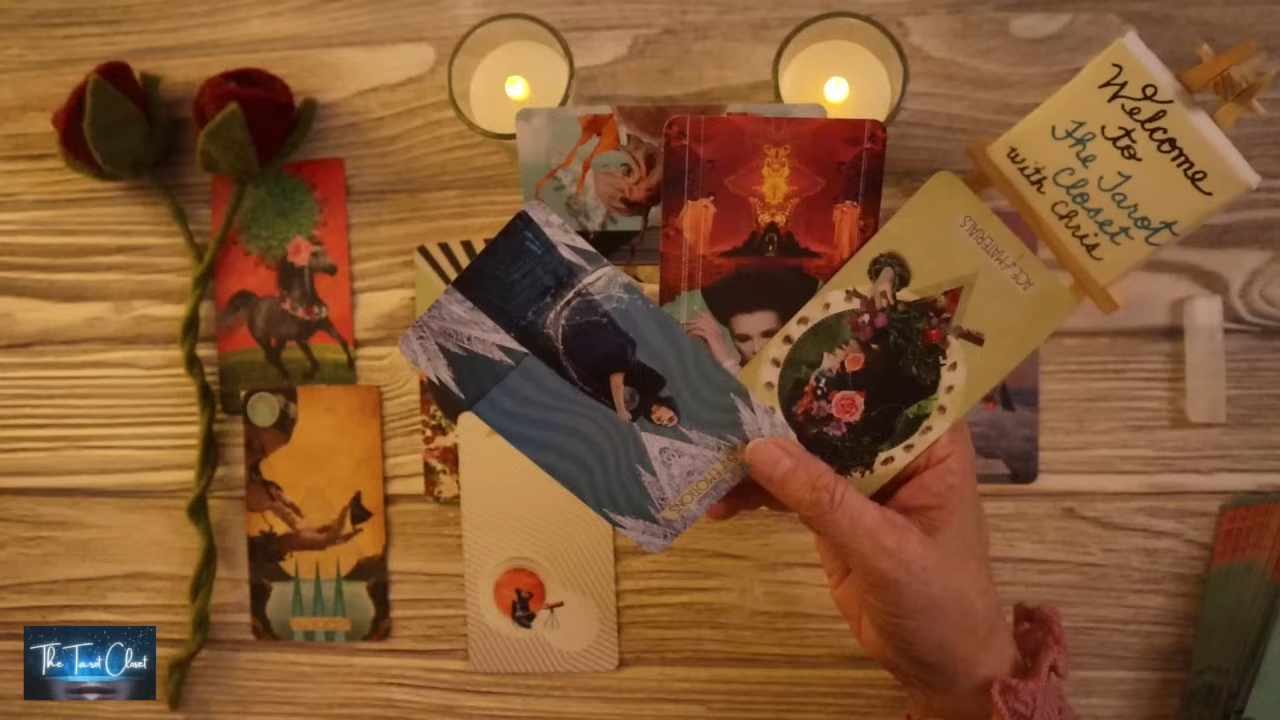 Welcome
to
The Tarot
Closet
with Chris
ACE of MATERIALS
The Tarot Closet